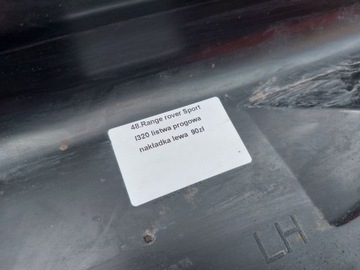 48.Range rover Sport
l320 listwa progowa
nakładka lewa 90zł
LH